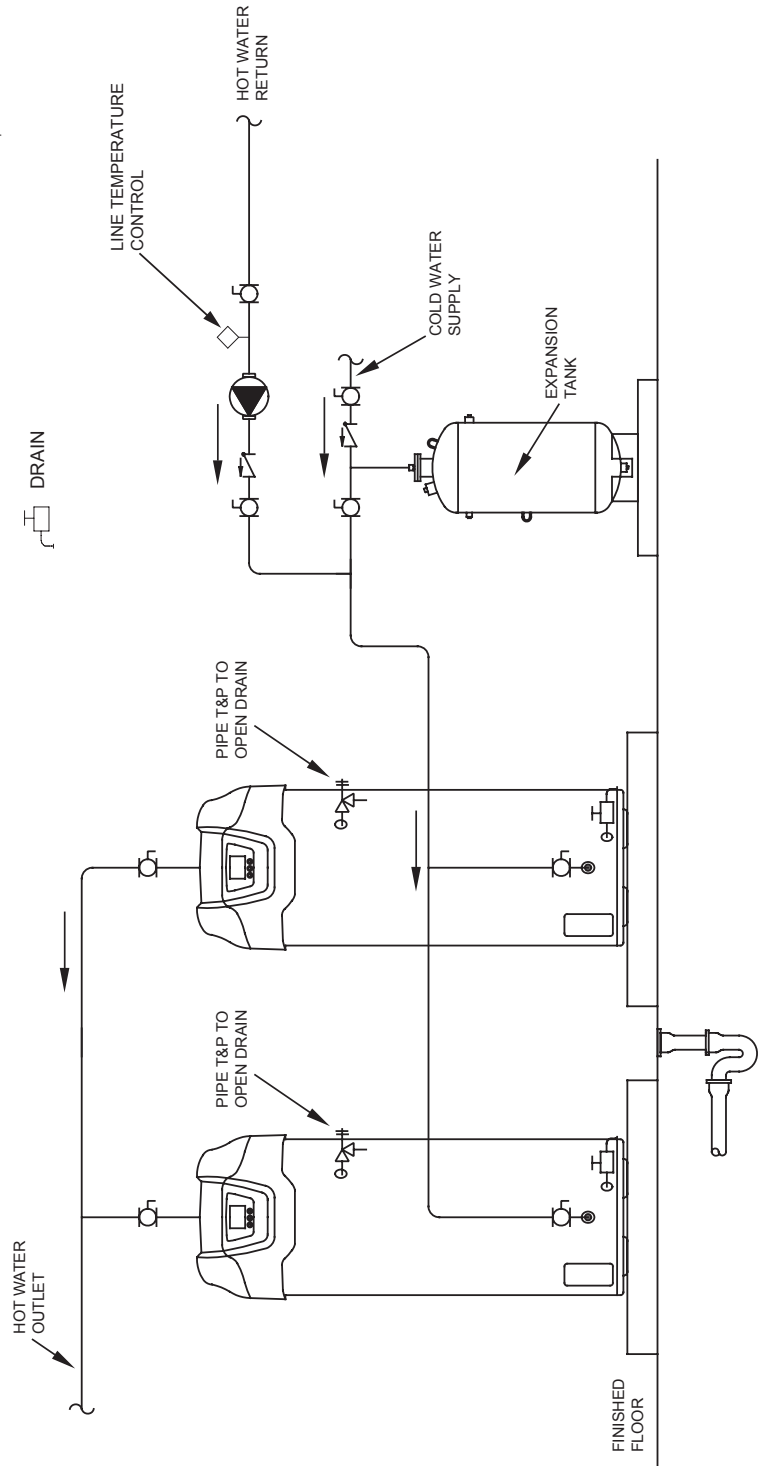 HOT WATER
OUTLET
PIPE T&P TO
OPEN DRAIN
PIPE T&P TO
OPEN DRAIN
DRAIN
LINE TEMPERATURE
CONTROL
HOT WATER
RETURN
COLD WATER
SUPPLY
EXPANSION
TANK
FINISHED
FLOOR